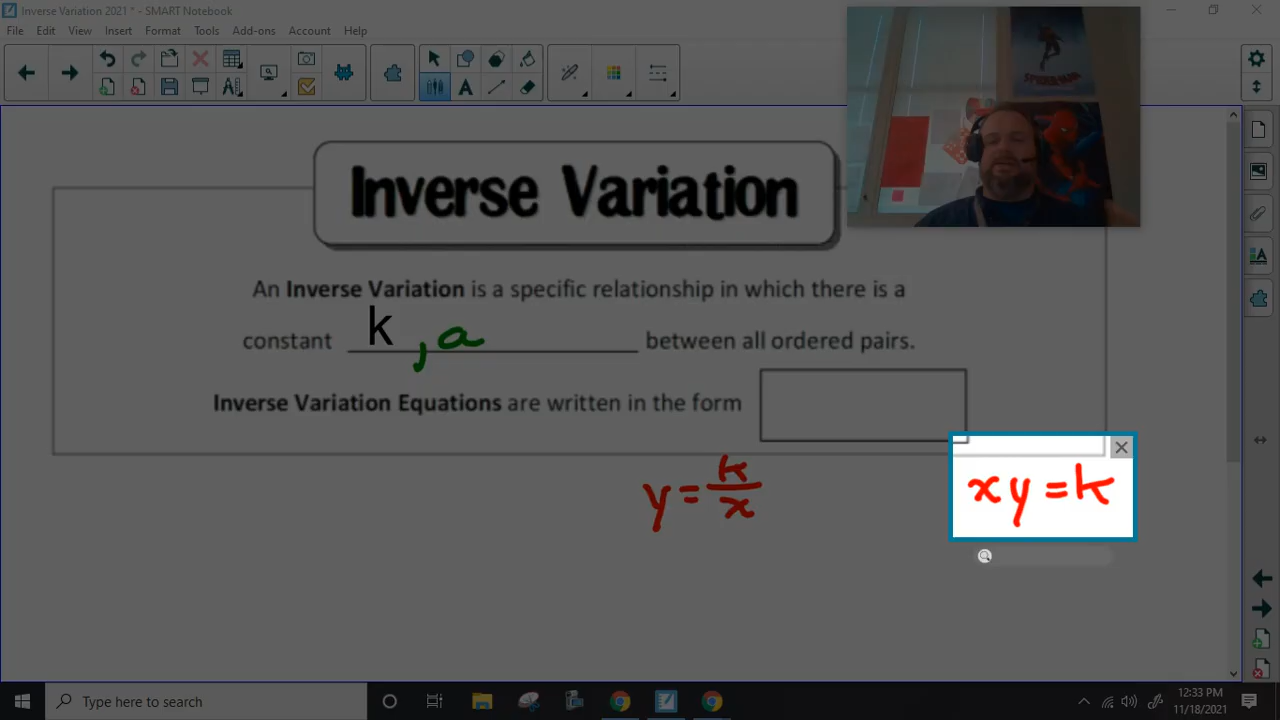 Inverse Variation 2021 * - SMART Notebook
File Edit View Insert Format Tools Add-ons Account Help
SPIDER-MAN
Inverse Variation
An Inverse Variation is a specific relationship in which there is a
constant k , a between all ordered pairs.
Inverse Variation Equations are written in the form
y = k/x
xy = k
Type here to search
12:33 PM
11/18/2021